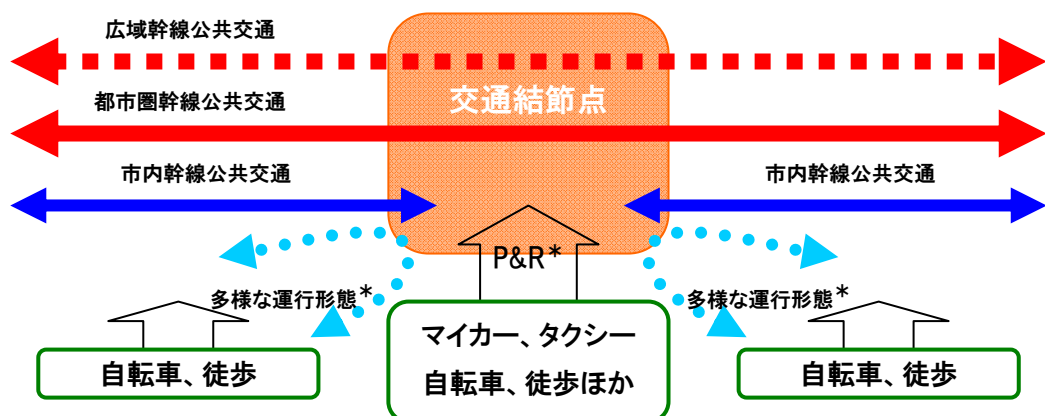 広域幹線公共交通
交通結節点
都市圏幹線公共交通
市内幹線公共交通
市内幹線公共交通
P&R*
多様な運行形態*
多様な運行形態*
マイカー、タクシー
自転車、徒歩ほか
自転車、徒歩
自転車、徒歩